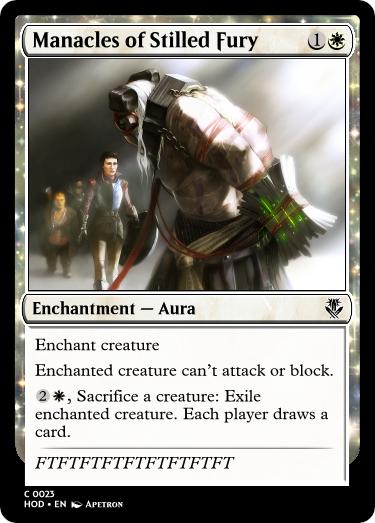 Manacles of Stilled Fury 1
Enchantment — Aura
Enchant creature
Enchanted creature can't attack or block.
2, Sacrifice a creature: Exile
enchanted creature. Each player draws a
card.
FTFTFTFTFTFTFTFTFT
C 0023
HOD • EN Apetron